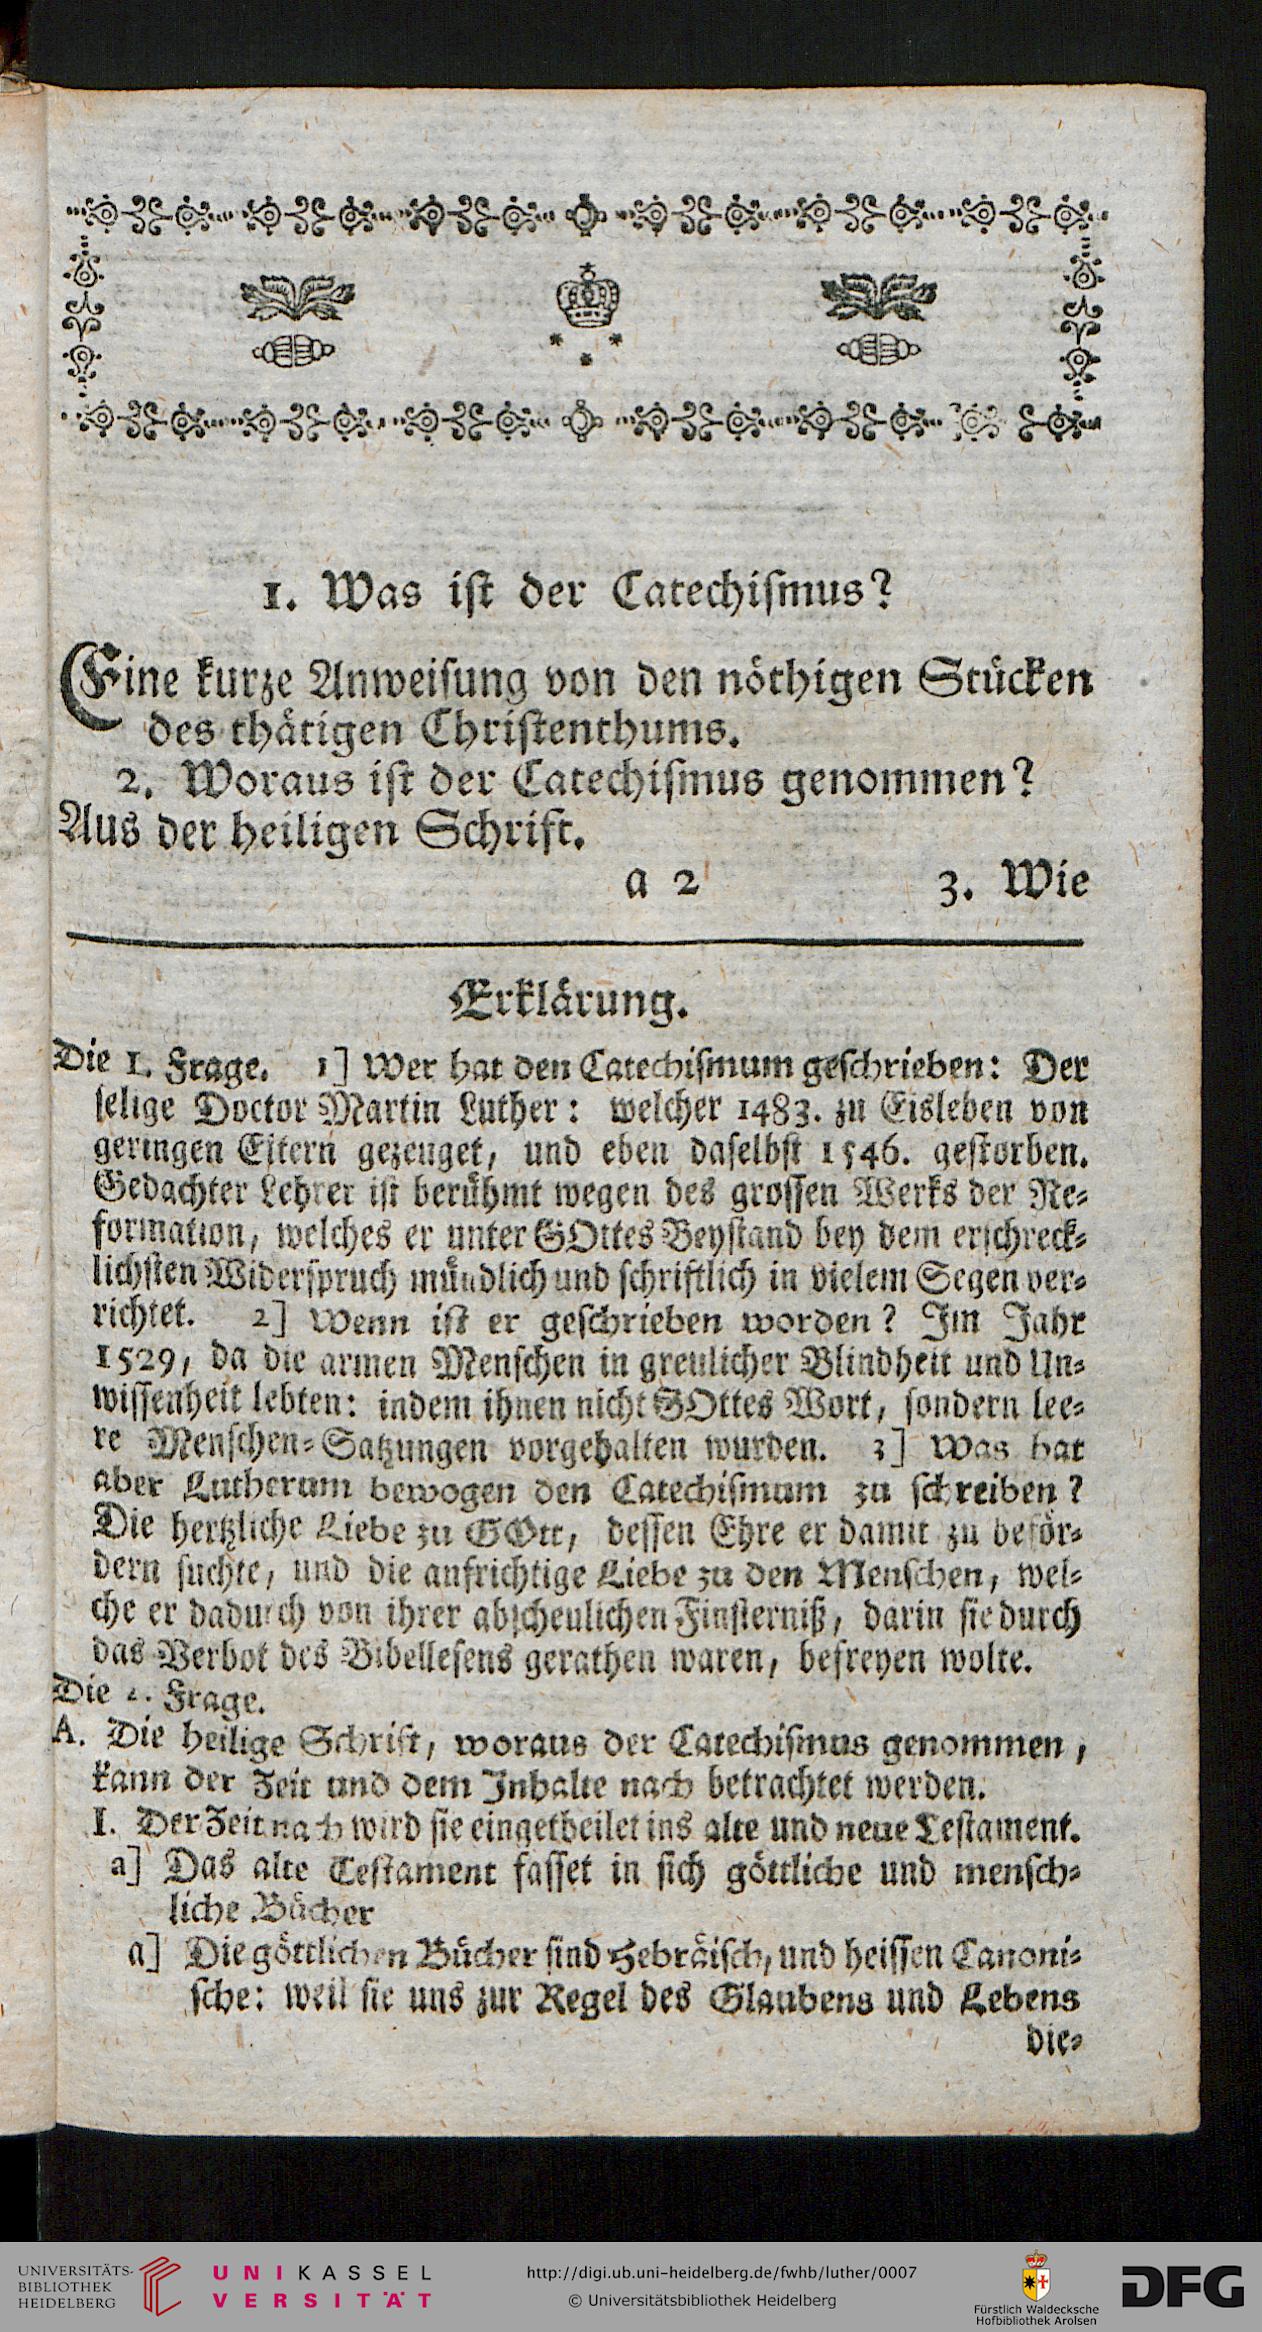 1. Was ist der Catechismus?
Eine kurze Anweisung von den nöthigen Stücken
des thätigen Christenthums.
2. Woraus ist der Catechismus genommen?
Aus der heiligen Schrift.
a 2 3. Wie
Erklärung.
Die 1. Frage. 1] Wer hat den Catechismum geschrieben: Der
selige Doctor Martin Luther: welcher 1483. zu Eisleben von
geringen Eltern gezeuget, und eben daselbst 1546. gestorben.
Gedachter Lehrer ist berühmt wegen des grossen Werks der Re-
formation, welches er unter GOttes Beystand bey dem erschreck-
lichsten Widerspruch mündlich und schriftlich in vielem Segen ver-
richtet. 2] Wenn ist er geschrieben worden? Im Jahr
1529, da die armen Menschen in greulicher Blindheit und Un-
wissenheit lebten: indem ihnen nicht GOttes Wort, sondern lee-
re Menschen-Satzungen vorgehalten wurden. 3] Was hat
aber Lutherum bewogen den Catechismum zu schreiben?
Die hertzliche Liebe zu GOtt, dessen Ehre er damit zu beför-
dern suchte, und die aufrichtige Liebe zu den Menschen, wel-
che er dadurch von ihrer abscheulichen Finsterniß, darin sie durch
das Verbot des Bibellesens gerathen waren, befreyen wolte.
Die 2. Frage.
A. Die heilige Schrift, woraus der Catechismus genommen,
kann der Zeit und dem Inhalte nach betrachtet werden.
I. Der Zeit nach wird sie eingetheilet ins alte und neue Testament.
a] Das alte Testament fasset in sich göttliche und mensch-
liche Bücher
a] Die göttlichen Bücher sind Hebräisch, und heissen Canoni-
sche: weil sie uns zur Regel des Glaubens und Lebens
die-
UNIVERSITÄTS-
BIBLIOTHEK
HEIDELBERG
UNIKASSEL
VERSITÄT
http://digi.ub.uni-heidelberg.de/fwhb/luther/0007
© Universitätsbibliothek Heidelberg
Fürstlich Waldecksche
Hofbibliothek Arolsen
DFG